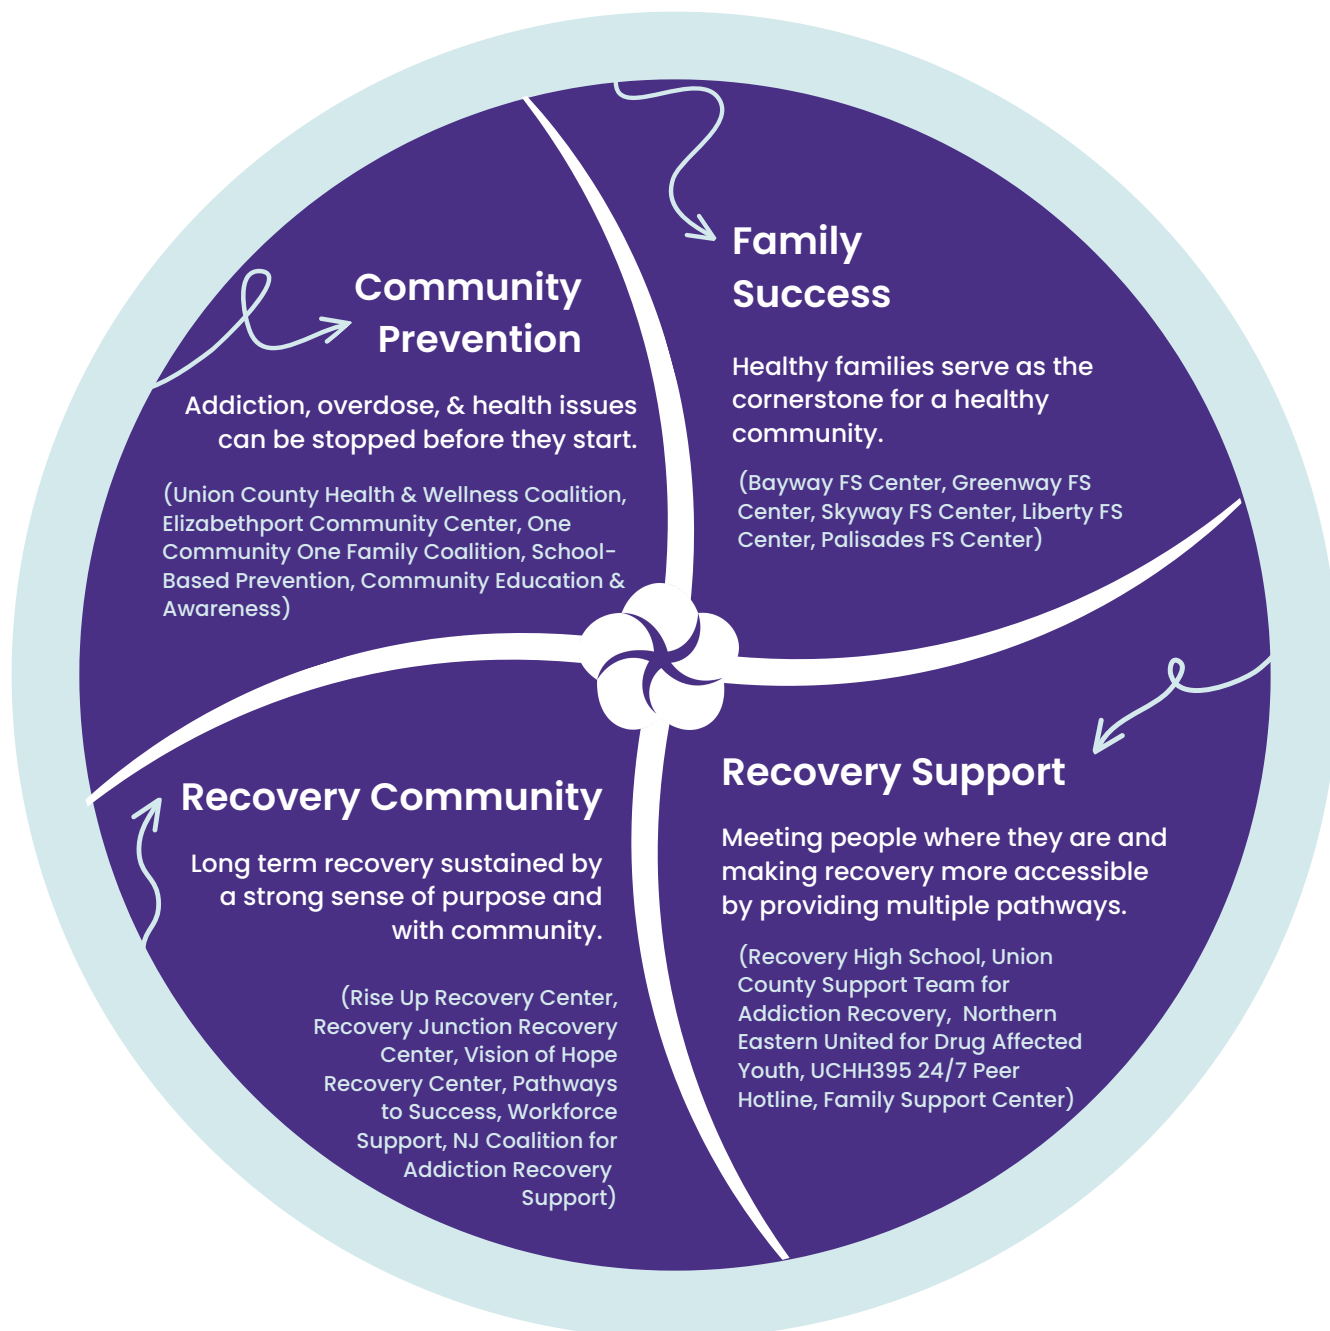 Community
Prevention
Addiction, overdose, & health issues
can be stopped before they start.
(Union County Health & Wellness Coalition,
Elizabethport Community Center, One
Community One Family Coalition, School-
Based Prevention, Community Education &
Awareness)
Family
Success
Healthy families serve as the
cornerstone for a healthy
community.
(Bayway FS Center, Greenway FS
Center, Skyway FS Center, Liberty FS
Center, Palisades FS Center)
Recovery Community
Long term recovery sustained by
a strong sense of purpose and
with community.
(Rise Up Recovery Center,
Recovery Junction Recovery
Center, Vision of Hope
Recovery Center, Pathways
to Success, Workforce
Support, NJ Coalition for
Addiction Recovery
Support)
Recovery Support
Meeting people where they are and
making recovery more accessible
by providing multiple pathways.
(Recovery High School, Union
County Support Team for
Addiction Recovery,  Northern
Eastern United for Drug Affected
Youth, UCHH395 24/7 Peer
Hotline, Family Support Center)